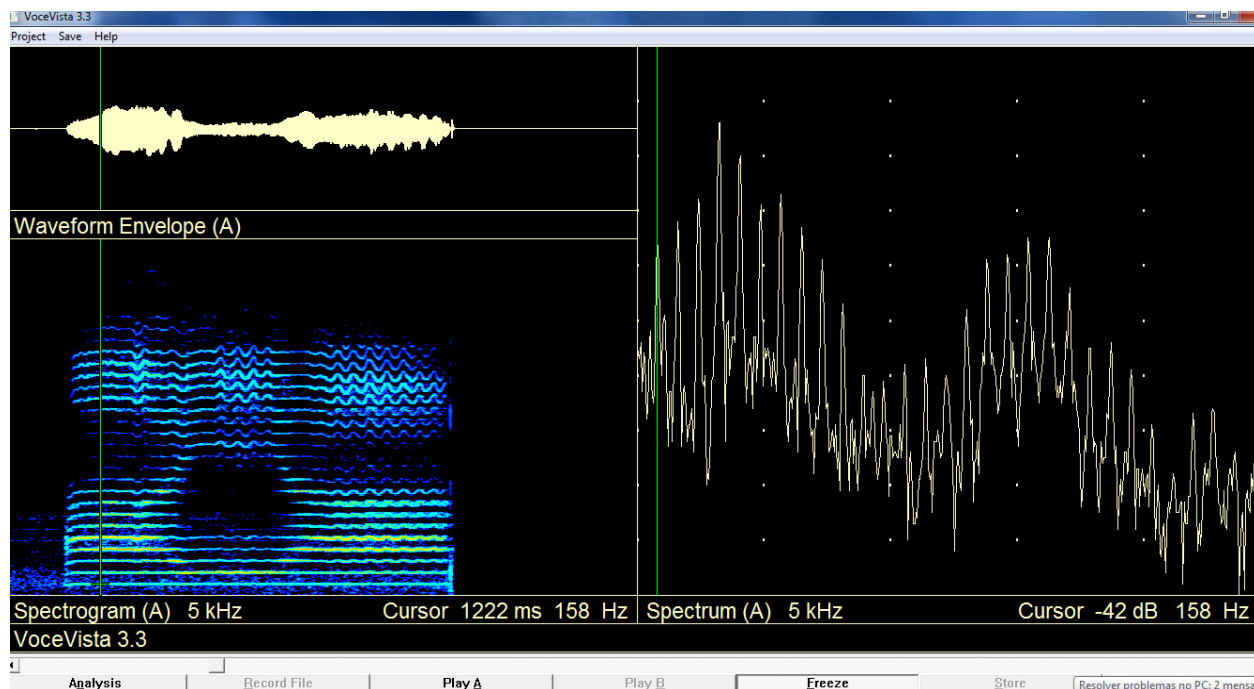 VoceVista 3.3
Project Save Help
Waveform Envelope (A)
Spectrogram (A) 5 kHz Cursor 1222 ms 158 Hz
Spectrum (A) 5 kHz Cursor -42 dB 158 Hz
VoceVista 3.3
Analysis Record File Play A Play B Freeze Store
Resolver problemas no PC: 2 mensa